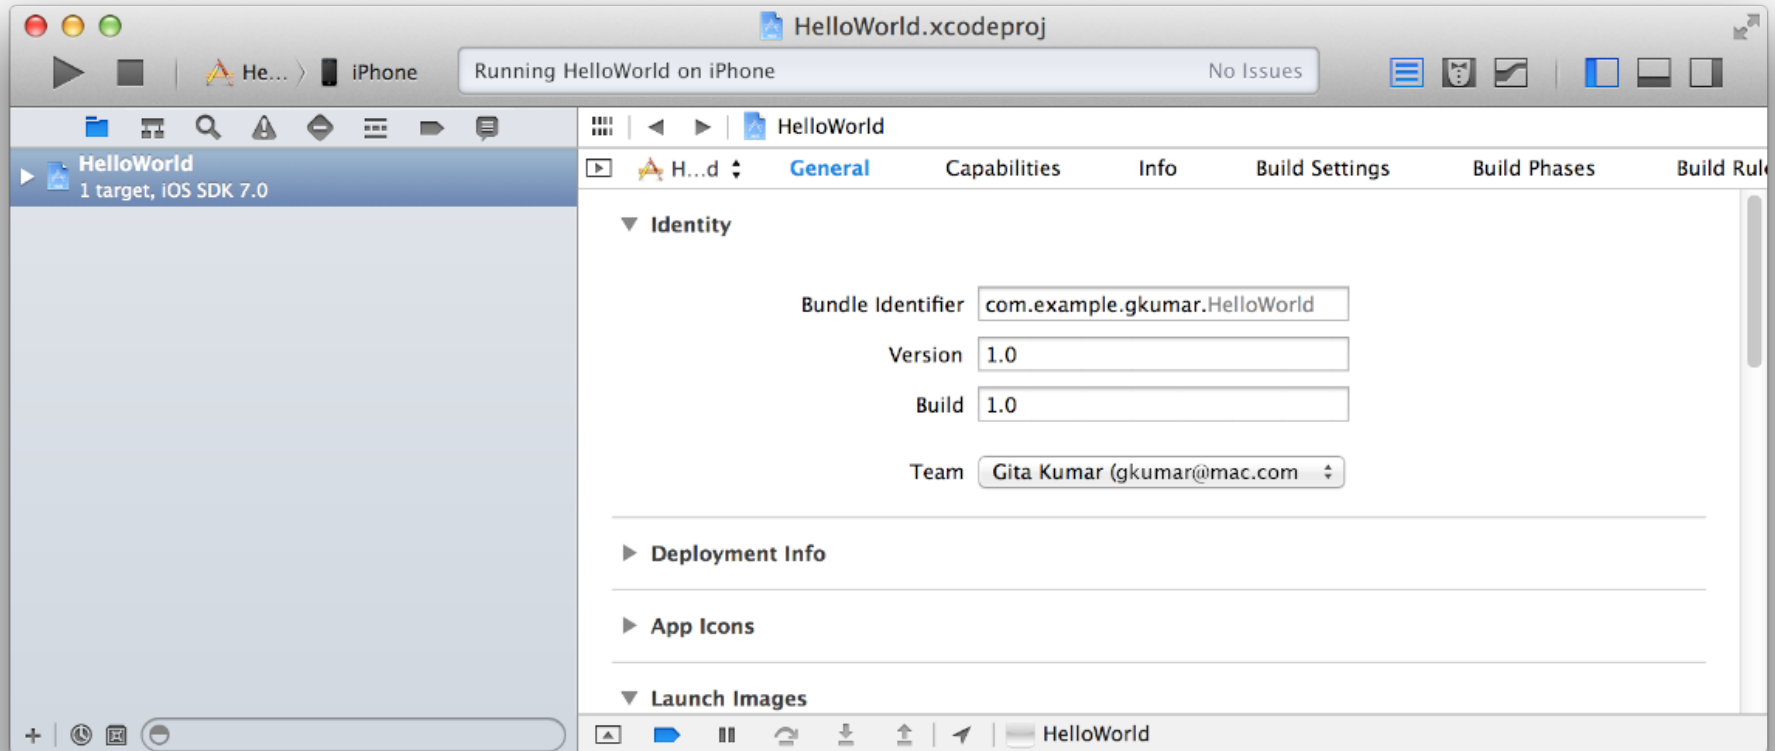 HelloWorld.xcodeproj
He... iPhone
Running HelloWorld on iPhone No Issues
HelloWorld
HelloWorld
1 target, iOS SDK 7.0
H...d General Capabilities Info Build Settings Build Phases Build Rul
Identity
Bundle Identifier com.example.gkumar.HelloWorld
Version 1.0
Build 1.0
Team Gita Kumar (gkumar@mac.com
Deployment Info
App Icons
Launch Images
HelloWorld